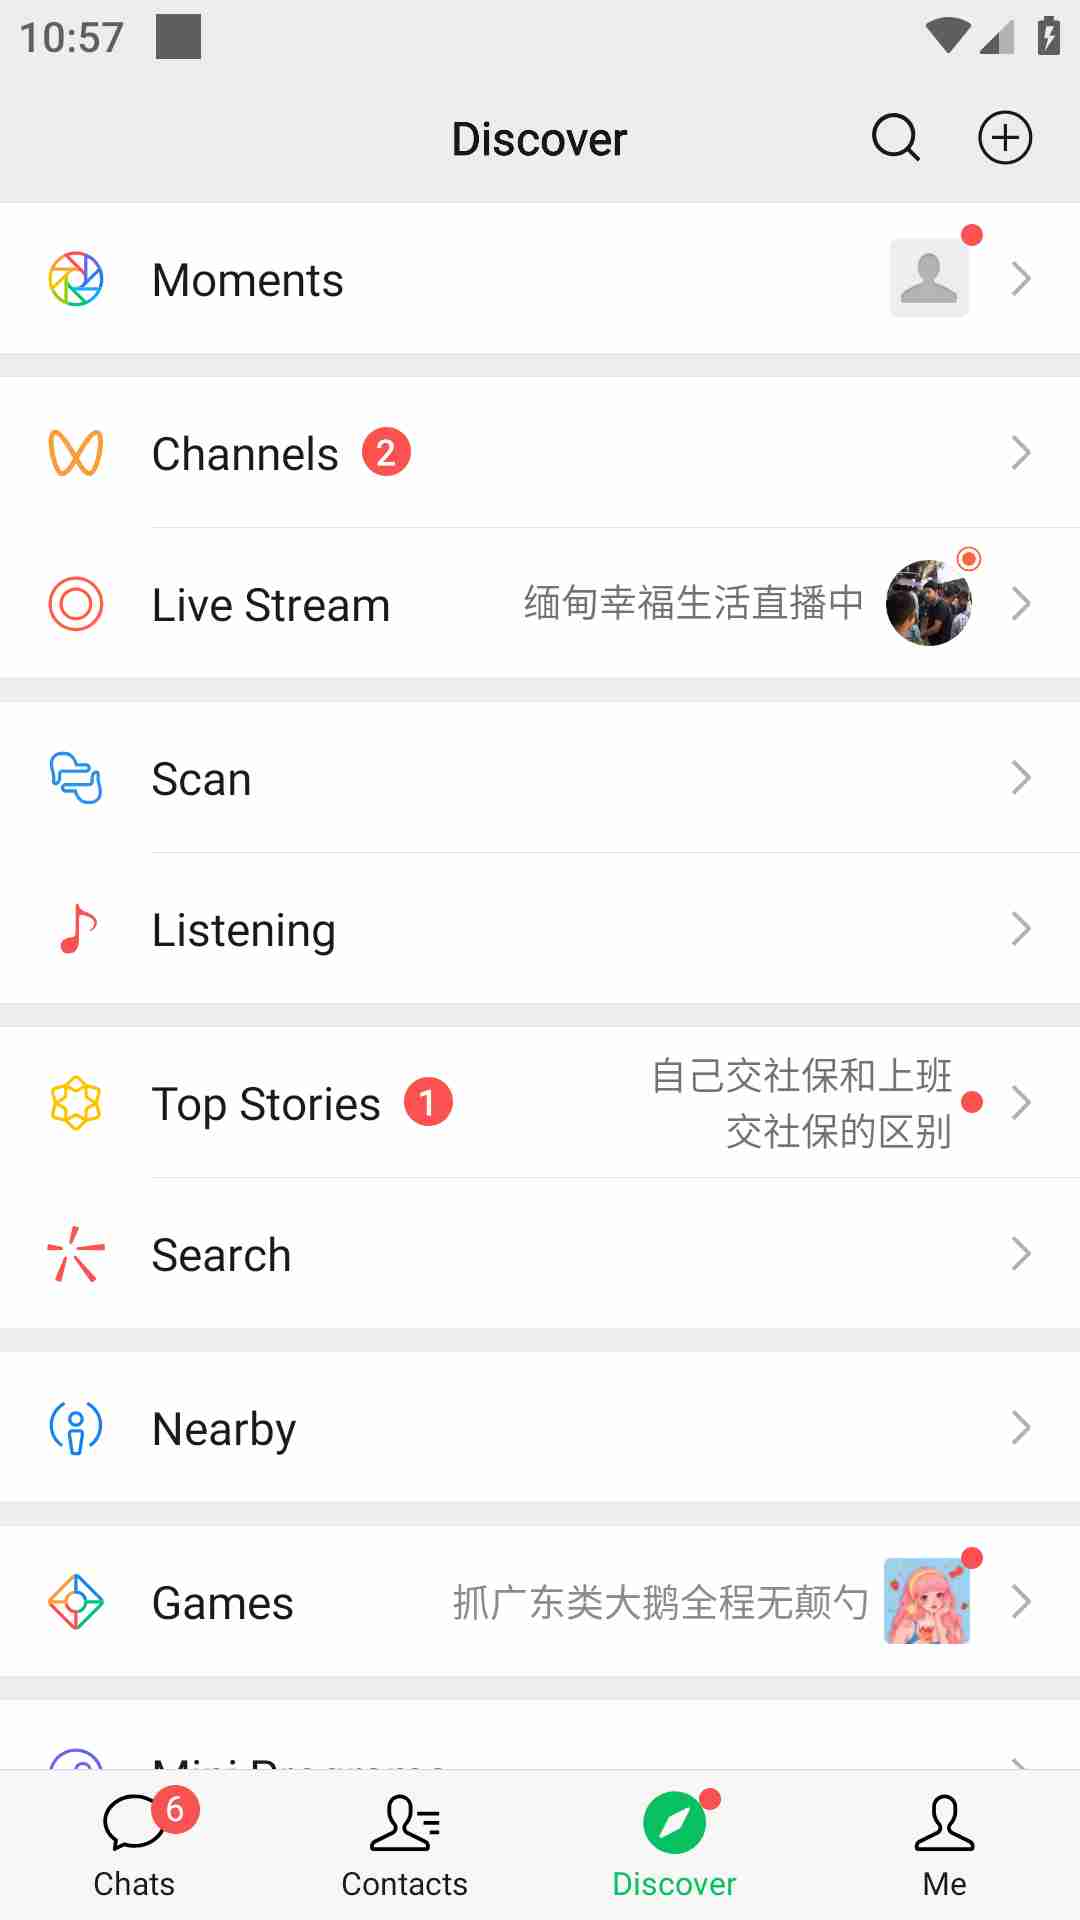 10:57
Discover
Moments
Channels 2
Live Stream 缅甸幸福生活直播中
Scan
Listening
Top Stories 1 自己交社保和上班
交社保的区别
Search
Nearby
Games 抓广东类大鹅全程无颠勺
Mini Programs
6
Chats Contacts Discover Me